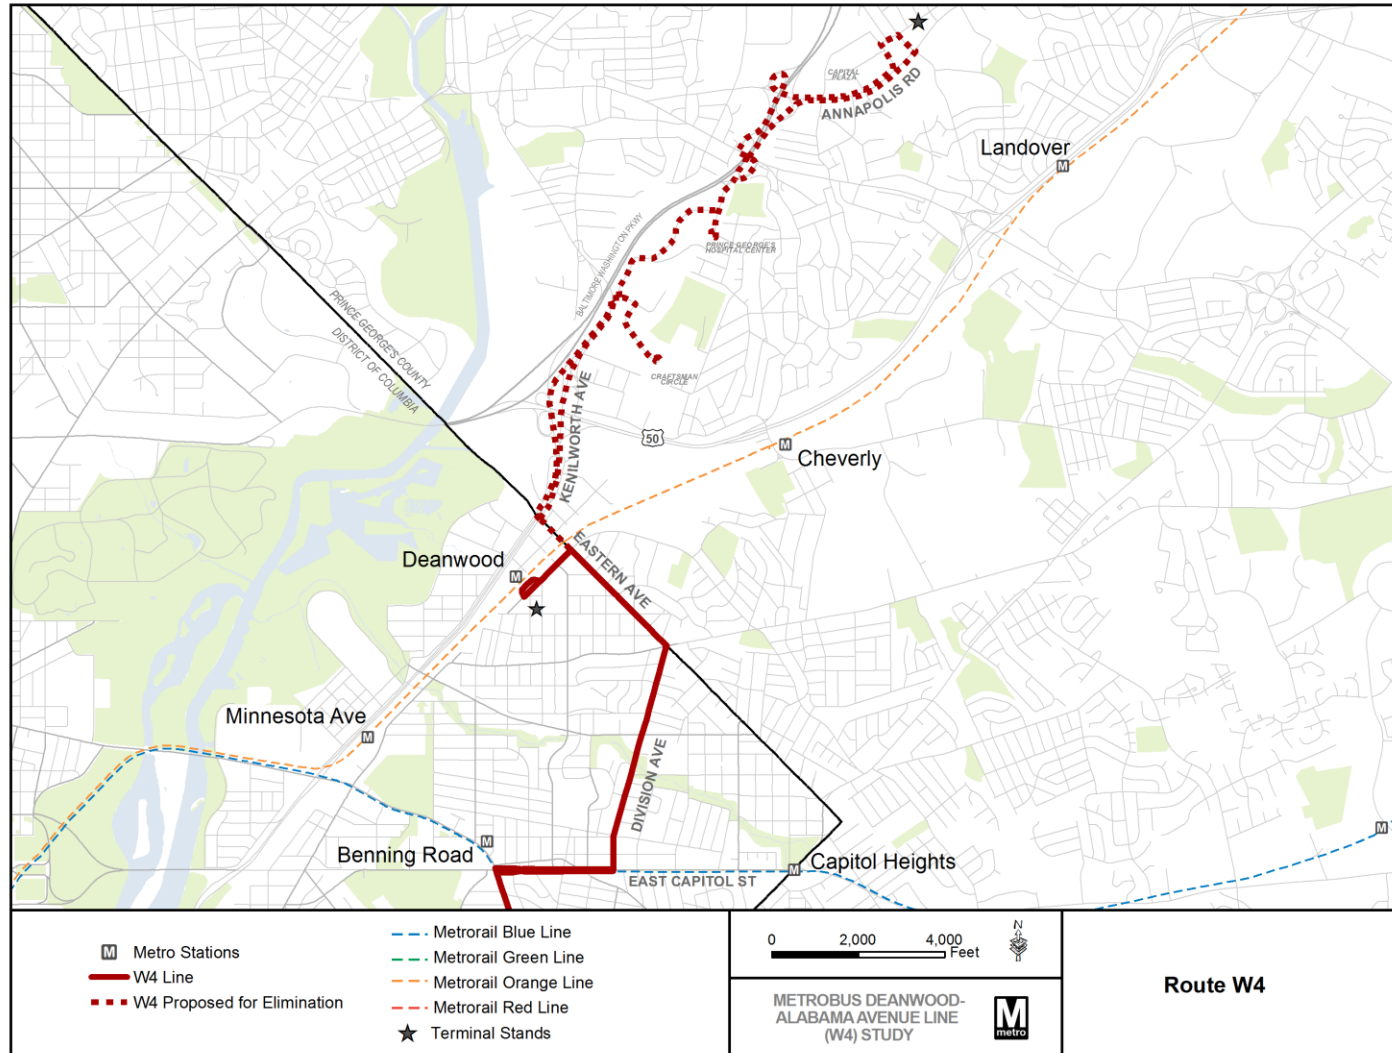 CAPITAL
PLAZA
ANNAPOLIS RD
Landover
PRINCE GEORGE'S
HOSPITAL CENTER
BALTIMORE WASHINGTON PKWY
PRINCE GEORGE'S COUNTY
DISTRICT OF COLUMBIA
CRAFTSMAN
CIRCLE
KENILWORTH AVE
50
Cheverly
Deanwood
M
EASTERN AVE
Minnesota Ave
M
DIVISION AVE
Benning Road
M
Capitol Heights
M
EAST CAPITOL ST
M
M
M
M Metro Stations
W4 Line
W4 Proposed for Elimination
Metrorail Blue Line
Metrorail Green Line
Metrorail Orange Line
Metrorail Red Line
Terminal Stands
0 2,000 4,000
Feet
N
METROBUS DEANWOOD-
ALABAMA AVENUE LINE
(W4) STUDY
M
metro
Route W4